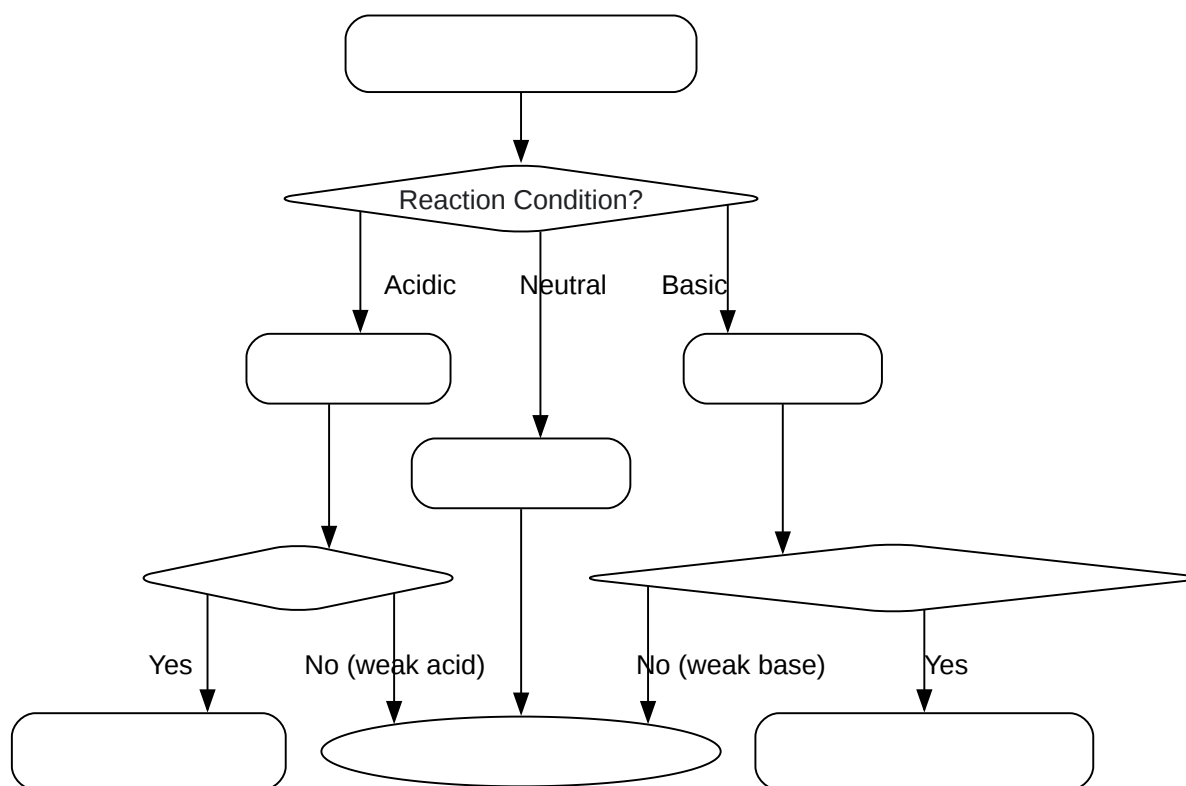 Reaction Condition?
Acidic
Neutral
Basic
Yes
No (weak acid)
No (weak base)
Yes